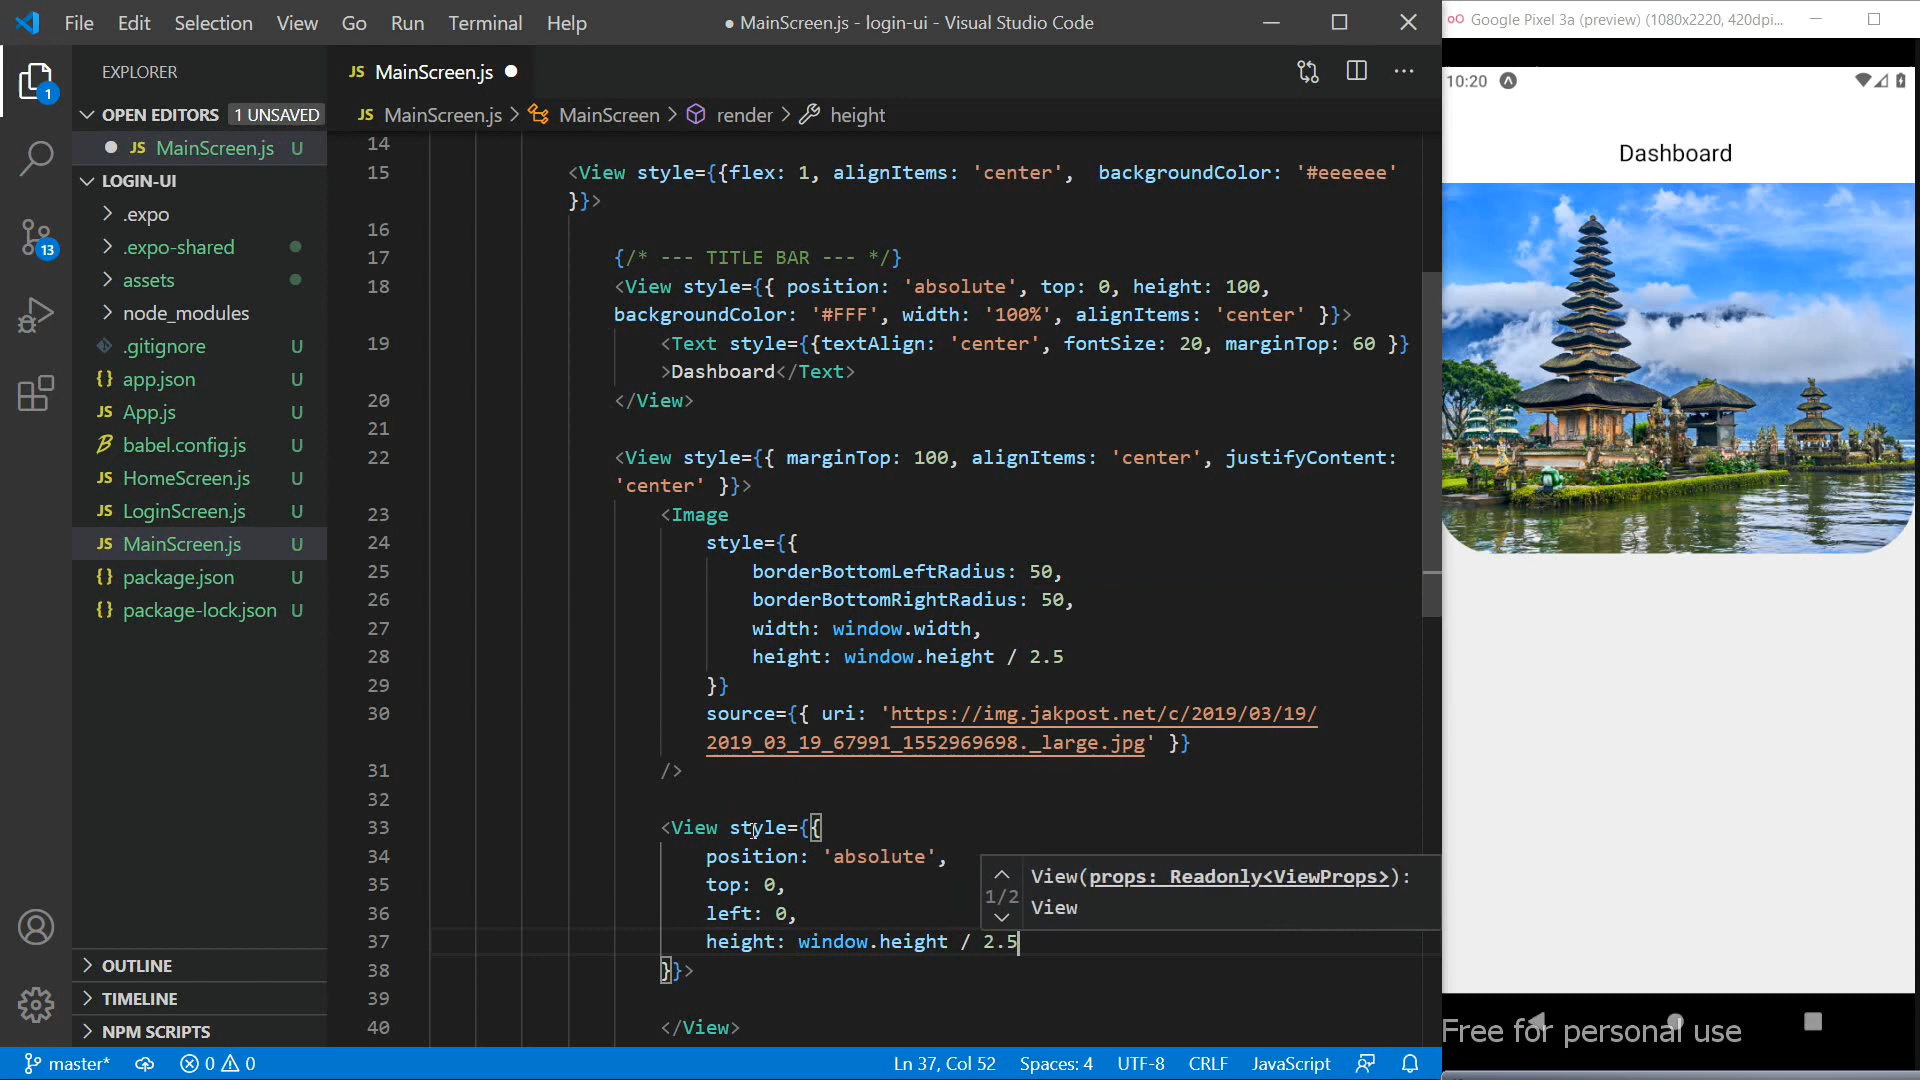 File Edit Selection View Go Run Terminal Help
● MainScreen.js - login-ui - Visual Studio Code
Google Pixel 3a (preview) (1080x2220, 420dpi...
EXPLORER
OPEN EDITORS 1 UNSAVED
JS MainScreen.js U
LOGIN-UI
.expo
.expo-shared
assets
node_modules
.gitignore U
{} app.json U
JS App.js U
babel.config.js U
JS HomeScreen.js U
JS LoginScreen.js U
JS MainScreen.js U
{} package.json U
{} package-lock.json U
OUTLINE
TIMELINE
NPM SCRIPTS
1
13
JS MainScreen.js ●
JS MainScreen.js > MainScreen > render > height
14
15 <View style={{flex: 1, alignItems: 'center', backgroundColor: '#eeeeee'
}}>
16
17 {/* --- TITLE BAR --- */}
18 <View style={{ position: 'absolute', top: 0, height: 100,
backgroundColor: '#FFF', width: '100%', alignItems: 'center' }}>
19 <Text style={{textAlign: 'center', fontSize: 20, marginTop: 60 }}
>Dashboard</Text>
20 </View>
21
22 <View style={{ marginTop: 100, alignItems: 'center', justifyContent:
'center' }}>
23 <Image
24 style={{
25 borderBottomLeftRadius: 50,
26 borderBottomRightRadius: 50,
27 width: window.width,
28 height: window.height / 2.5
29 }}
30 source={{ uri: 'https://img.jakpost.net/c/2019/03/19/
2019_03_19_67991_1552969698._large.jpg' }}
31 />
32
33 <View style={{
34 position: 'absolute',
35 top: 0,
36 left: 0,
37 height: window.height / 2.5
38 }}>
39
40 </View>
1/2
View(props: Readonly<ViewProps>):
View
10:20
Dashboard
Free for personal use
master* 0 0
Ln 37, Col 52 Spaces: 4 UTF-8 CRLF JavaScript